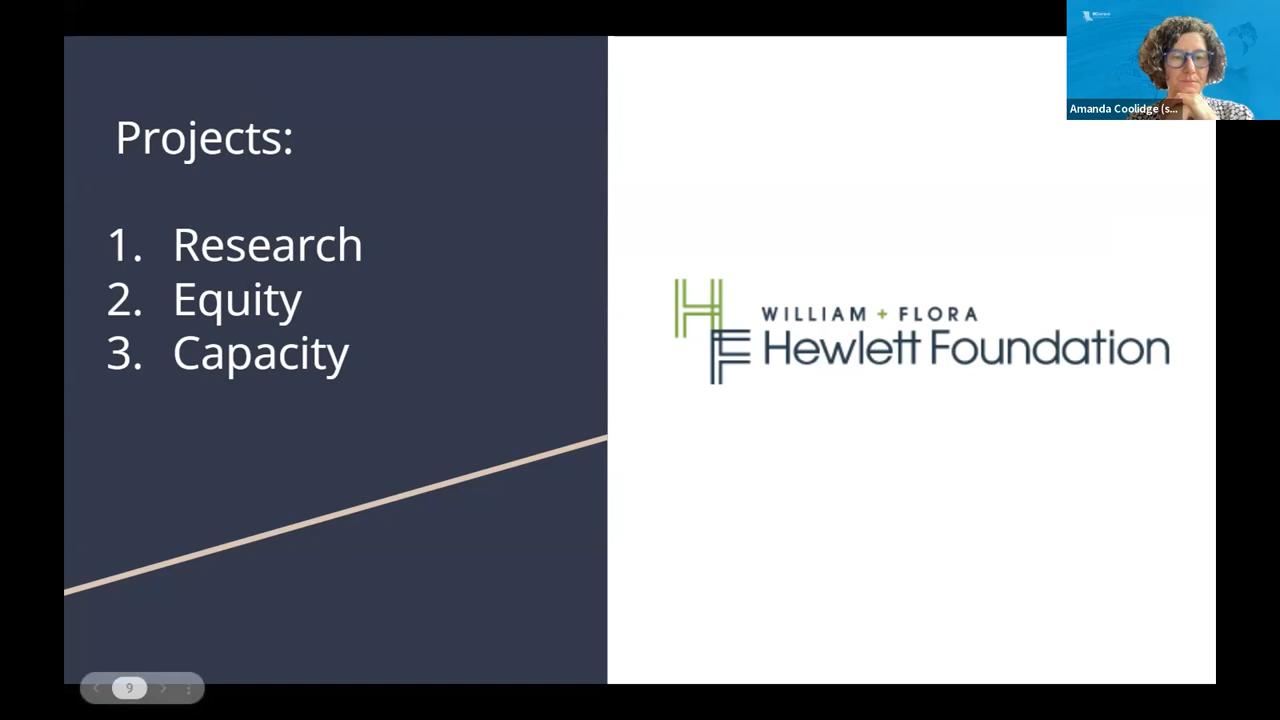 Projects:
1. Research
2. Equity
3. Capacity
WILLIAM + FLORA
Hewlett Foundation
Amanda Coolidge (s...
9